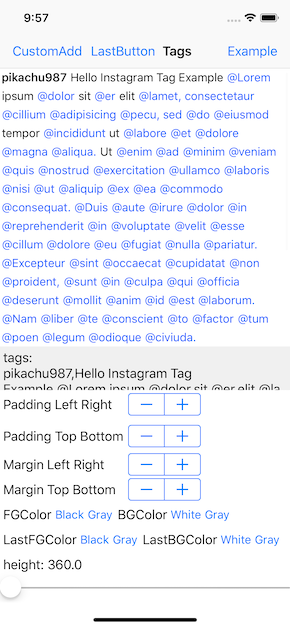 9:57
CustomAdd LastButton Tags Example
pikachu987 Hello Instagram Tag Example @Lorem
ipsum @dolor sit @er elit @lamet, consectetaur
@cillium @adipisicing @pecu, sed @do @eiusmod
tempor @incididunt ut @labore @et @dolore
@magna @aliqua. Ut @enim @ad @minim @veniam
@quis @nostrud @exercitation @ullamco @laboris
@nisi @ut @aliquip @ex @ea @commodo
@consequat. @Duis @aute @irure @dolor @in
@reprehenderit @in @voluptate @velit @esse
@cillum @dolore @eu @fugiat @nulla @pariatur.
@Excepteur @sint @occaecat @cupidatat @non
@proident, @sunt @in @culpa @qui @officia
@deserunt @mollit @anim @id @est @laborum.
@Nam @liber @te @conscient @to @factor @tum
@poen @legum @odioque @civiuda.
tags:
pikachu987,Hello Instagram Tag
Example @Lorem ipsum @dolor sit @er elit @la
Padding Left Right
Padding Top Bottom
Margin Left Right
Margin Top Bottom
FGColor Black Gray BGColor White Gray
LastFGColor Black Gray LastBGColor White Gray
height: 360.0